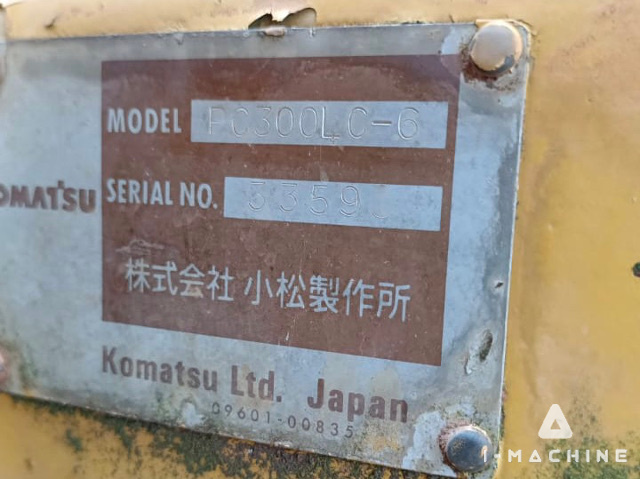 MODEL PC300LC-6
KOMATSU SERIAL NO.
株式会社 小松製作所
Komatsu Ltd. Japan
09601-00835
I-MACHINE